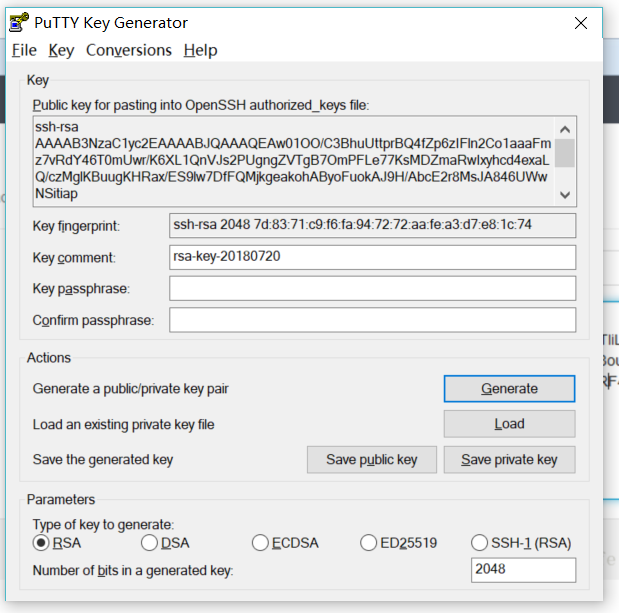 PuTTY Key Generator
File Key Conversions Help
Key
Public key for pasting into OpenSSH authorized_keys file:
ssh-rsa
AAAAB3NzaC1yc2EAAAABJQAAAQEAw01OO/C3BhuUttprBQ4fZp6zIFln2Co1aaaFm
z7vRdY46T0mUwr/K6XL1QnVJs2PUgngZVTgB7OmPFLe77KsMDZmaRwIxyhcd4exaL
Q/czMglKBuugKHRax/ES9lw7DfFQMjkgeakohAByoFuokAJ9H/AbcE2r8MsJA846UWw
NSitiap
Key fingerprint: ssh-rsa 2048 7d:83:71:c9:f6:fa:94:72:72:aa:fe:a3:d7:e8:1c:74
Key comment: rsa-key-20180720
Key passphrase:
Confirm passphrase:
Actions
Generate a public/private key pair Generate
Load an existing private key file Load
Save the generated key Save public key Save private key
Parameters
Type of key to generate:
RSA DSA ECDSA ED25519 SSH-1 (RSA)
Number of bits in a generated key: 2048